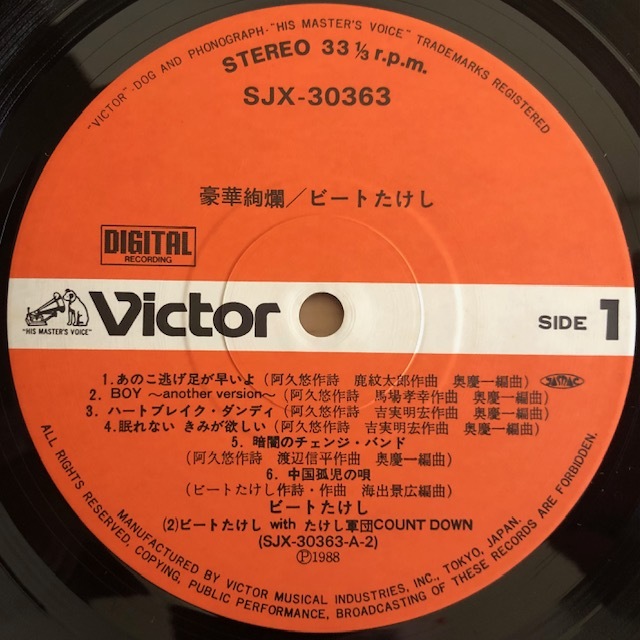 "VICTOR"-DOG AND PHONOGRAPH-"HIS MASTER'S VOICE" TRADEMARKS REGISTERED
STEREO 33 ⅓ r.p.m.
SJX-30363
豪華絢爛/ビートたけし
DIGITAL
RECORDING
"HIS MASTER'S VOICE"
Victor
SIDE 1
1.あのこ逃げ足が早いよ(阿久悠作詩 鹿紋太郎作曲 奥慶一編曲)
JASRAC
2. BOY 〜another version〜(阿久悠作詩 馬場孝幸作曲 奥慶一編曲)
3. ハートブレイク・ダンディ(阿久悠作詩 吉実明宏作曲 奥慶一編曲)
4.眠れない きみが欲しい(阿久悠作詩 吉実明宏作曲 奥慶一編曲)
5. 暗闇のチェンジ・バンド
(阿久悠作詩 渡辺信平作曲 奥慶一編曲)
6. 中国孤児の唄
(ビートたけし作詩・作曲 海出景広編曲)
ビートたけし
(2)ビートたけし with たけし軍団COUNT DOWN
(SJX-30363-A-2)
Ⓟ1988
ALL RIGHTS RESERVED, COPYING, PUBLIC PERFORMANCE, BROADCASTING OF THESE RECORDS ARE FORBIDDEN.
MANUFACTURED BY VICTOR MUSICAL INDUSTRIES, INC., TOKYO, JAPAN.